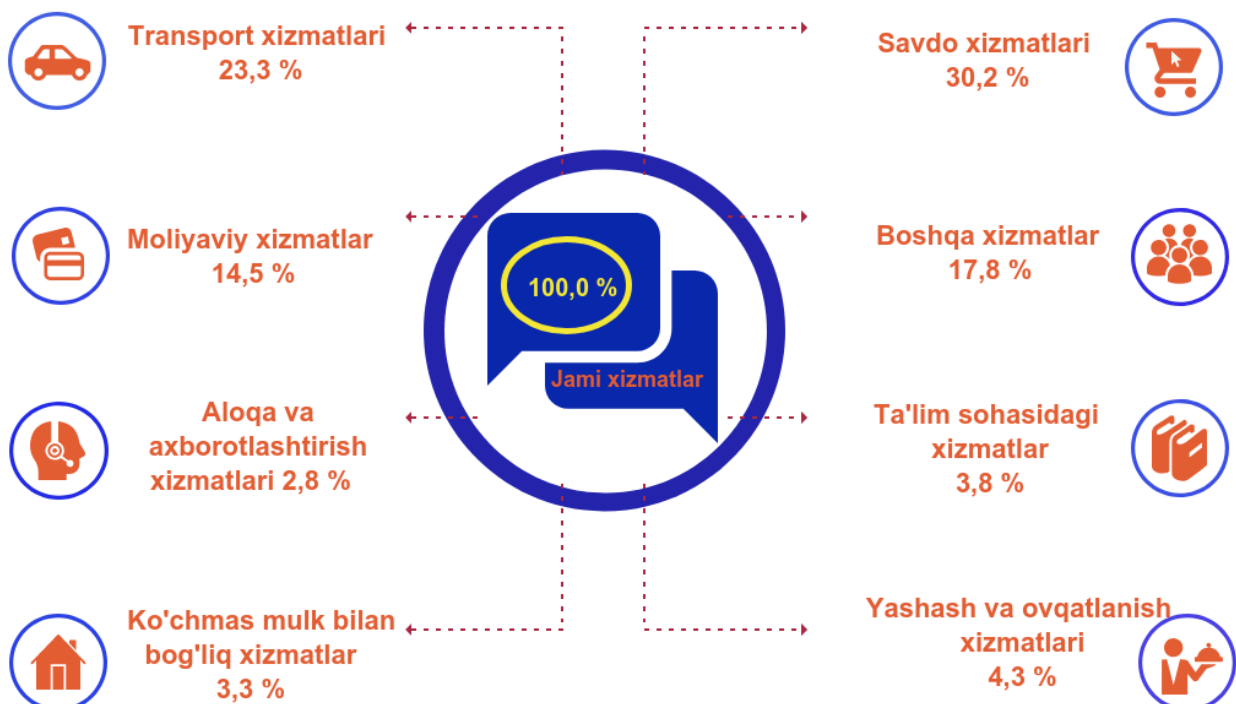 Transport xizmatlari
23,3 %
Savdo xizmatlari
30,2 %
Moliyaviy xizmatlar
14,5 %
Boshqa xizmatlar
17,8 %
100,0 %
Jami xizmatlar
Aloqa va
axborotlashtirish
xizmatlari 2,8 %
Ta'lim sohasidagi
xizmatlar
3,8 %
Ko'chmas mulk bilan
bog'liq xizmatlar
3,3 %
Yashash va ovqatlanish
xizmatlari
4,3 %